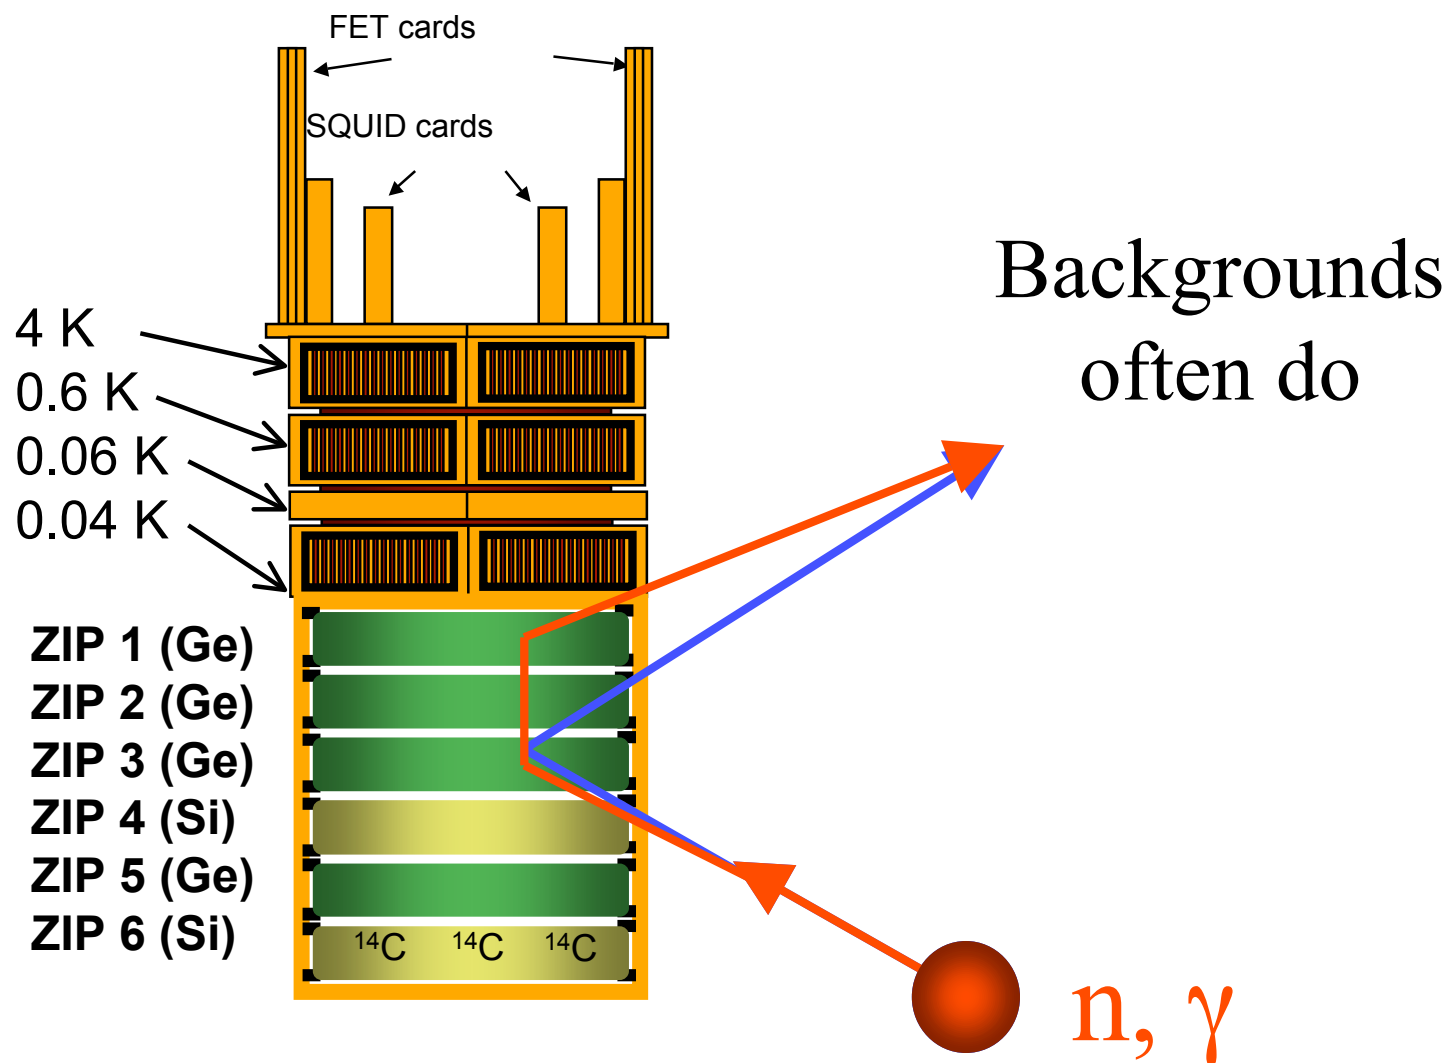 FET cards
SQUID cards
Backgrounds
often do
4 K
0.6 K
0.06 K
0.04 K
ZIP 1 (Ge)
ZIP 2 (Ge)
ZIP 3 (Ge)
ZIP 4 (Si)
ZIP 5 (Ge)
ZIP 6 (Si)
¹⁴C ¹⁴C ¹⁴C
n, γ